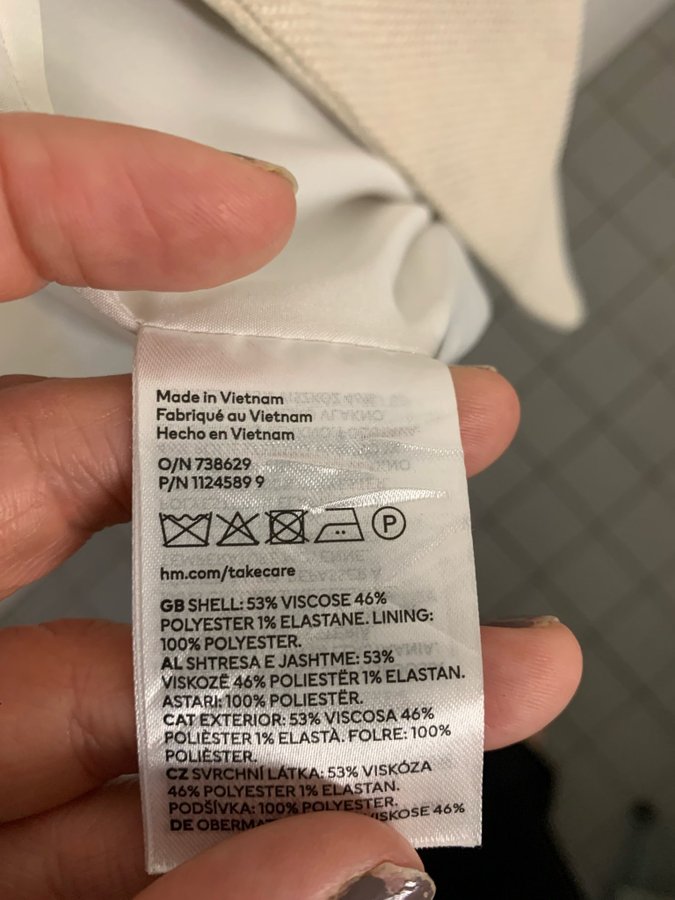 Made in Vietnam
Fabriqué au Vietnam
Hecho en Vietnam
O/N 738629
P/N 1124589 9
P
hm.com/takecare
GB SHELL: 53% VISCOSE 46%
POLYESTER 1% ELASTANE. LINING:
100% POLYESTER.
AL SHTRESA E JASHTME: 53%
VISKOZË 46% POLIESTËR 1% ELASTAN.
ASTARI: 100% POLIESTËR.
CAT EXTERIOR: 53% VISCOSA 46%
POLIÈSTER 1% ELASTÀ. FOLRE: 100%
POLIÈSTER.
CZ SVRCHNÍ LÁTKA: 53% VISKÓZA
46% POLYESTER 1% ELASTAN.
PODŠÍVKA: 100% POLYESTER.
DE VISKOSE 46%